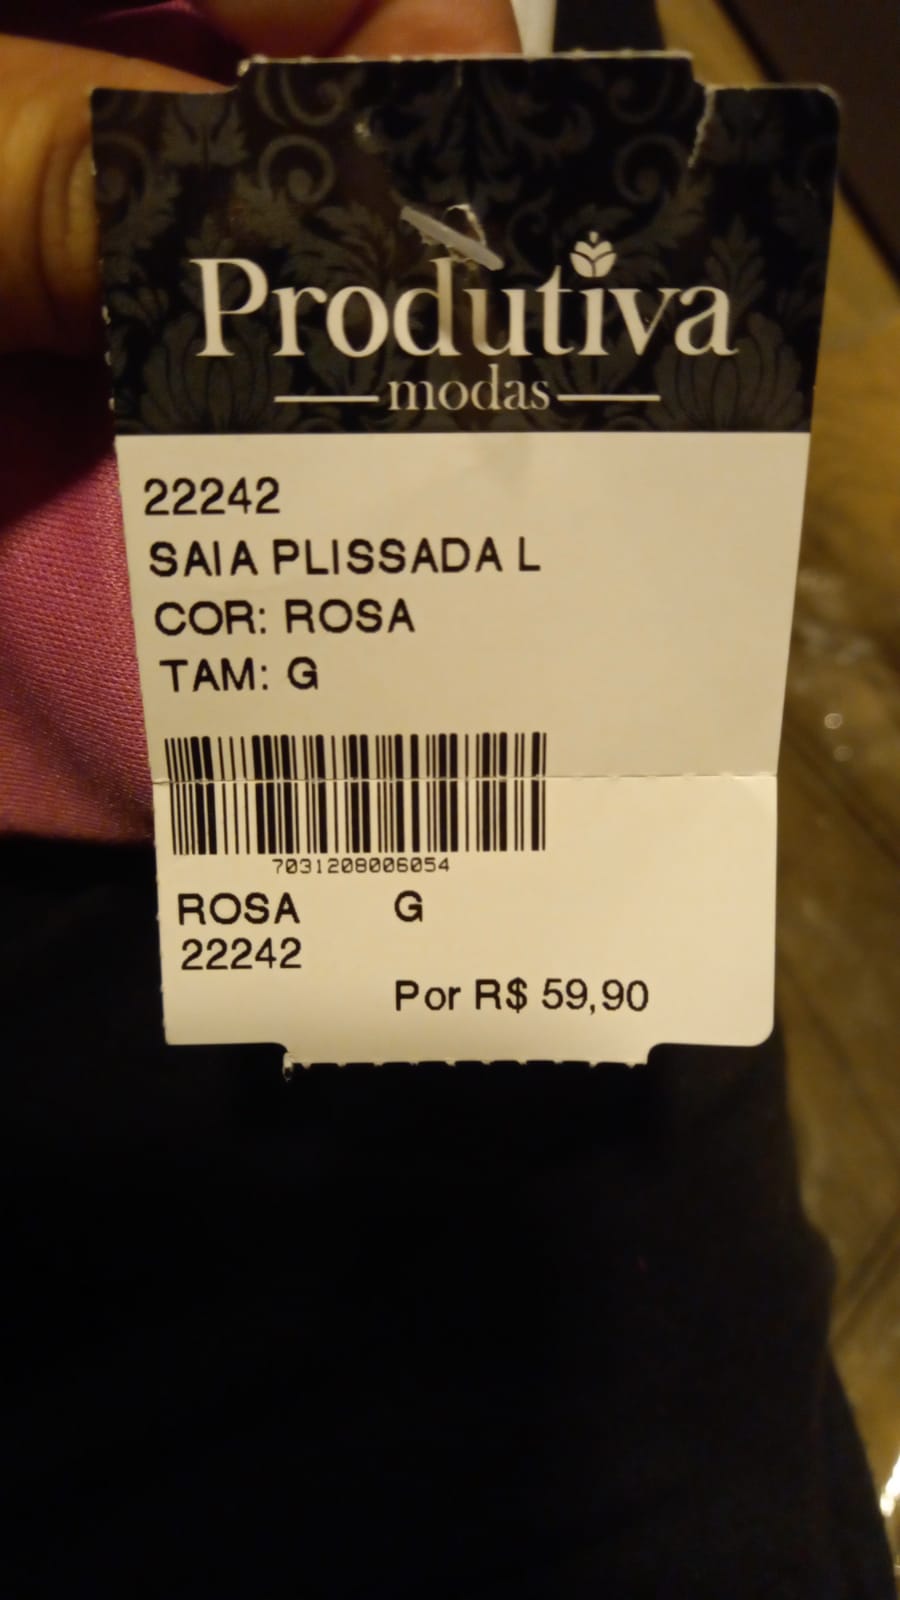 Produtiva
modas
22242
SAIA PLISSADA L
COR: ROSA
TAM: G
7031208006054
ROSA G
22242
Por R$ 59,90